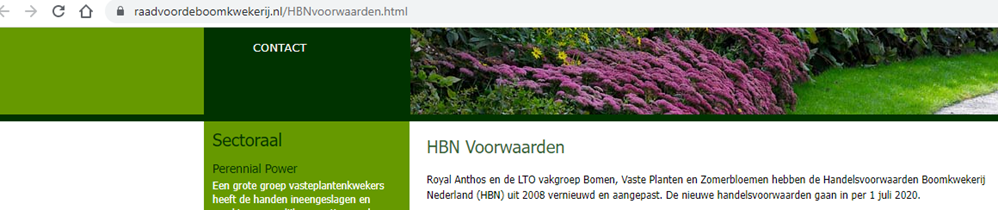 raadvoordeboomkwekerij.nl/HBNvoorwaarden.html
CONTACT
Sectoraal
Perennial Power
Een grote groep vasteplantenkwekers
heeft de handen ineengeslagen en
HBN Voorwaarden
Royal Anthos en de LTO vakgroep Bomen, Vaste Planten en Zomerbloemen hebben de Handelsvoorwaarden Boomkwekerij
Nederland (HBN) uit 2008 vernieuwd en aangepast. De nieuwe handelsvoorwaarden gaan in per 1 juli 2020.